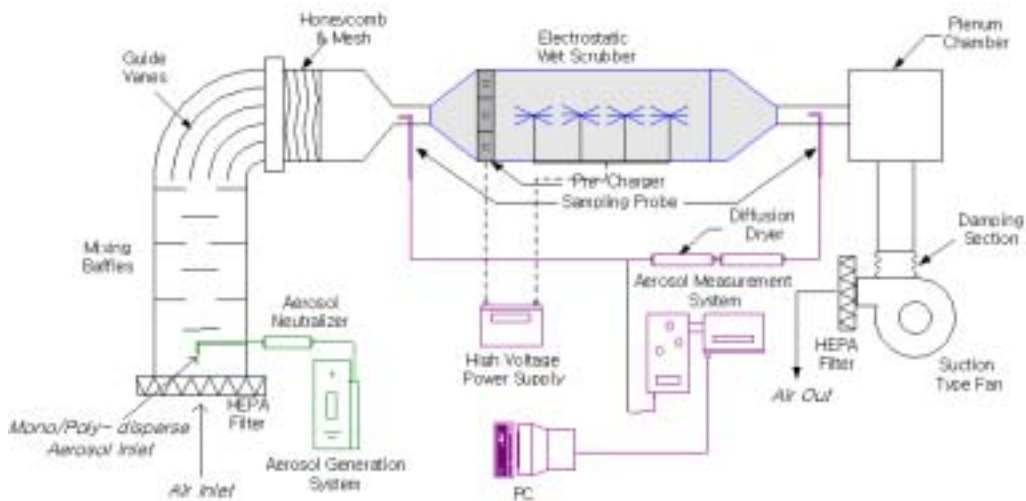 Honeycomb
& Mesh
Guide
Vanes
Electrostatic
Wet Scrubber
Plenum
Chamber
Pre-Charger
Sampling Probe
Diffusion
Dryer
Damping
Section
Mixing
Baffles
Aerosol Measurement
System
Aerosol
Neutralizer
High Voltage
Power Supply
HEPA
Filter
Suction
Type Fan
Air Out
HEPA
Filter
Mono/Poly- disperse
Aerosol Inlet
Aerosol Generation
System
Air Inlet
PC